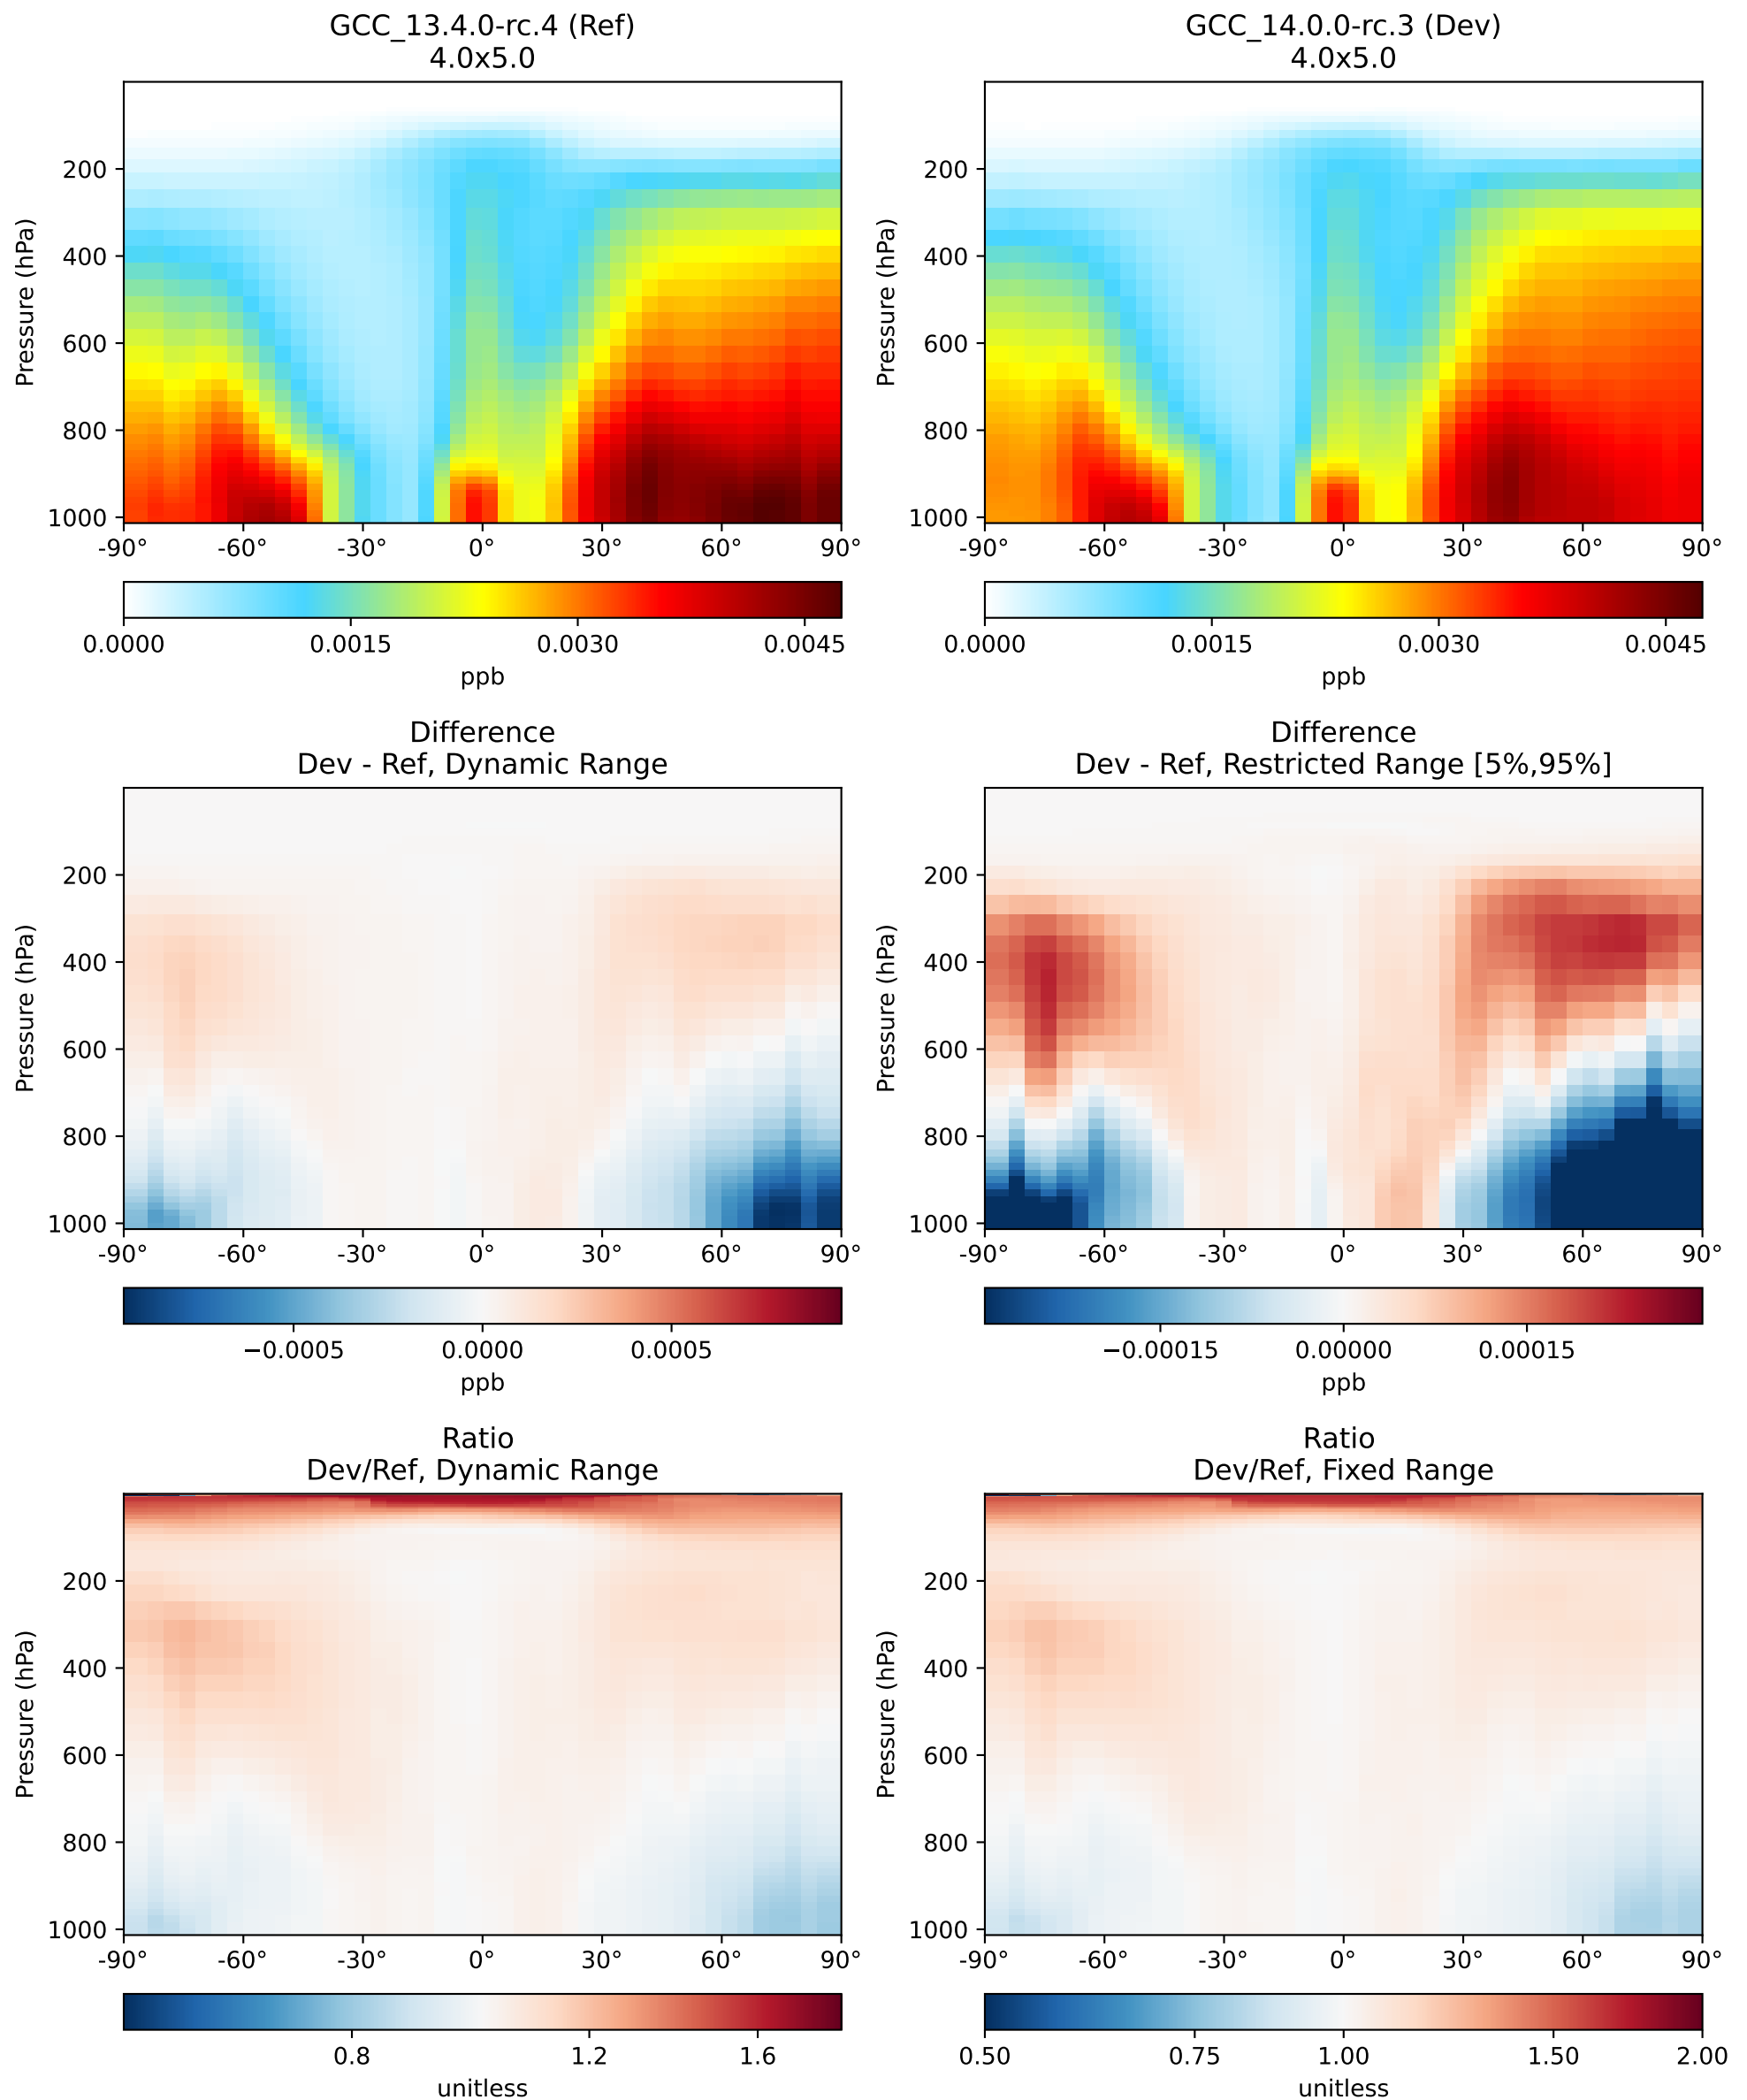 GCC_13.4.0-rc.4 (Ref)
4.0x5.0
Pressure (hPa)
200
400
600
800
1000
-90° -60° -30° 0° 30° 60° 90°
0.0000 0.0015 0.0030 0.0045
ppb
GCC_14.0.0-rc.3 (Dev)
4.0x5.0
Pressure (hPa)
200
400
600
800
1000
-90° -60° -30° 0° 30° 60° 90°
0.0000 0.0015 0.0030 0.0045
ppb
Difference
Dev - Ref, Dynamic Range
Pressure (hPa)
200
400
600
800
1000
-90° -60° -30° 0° 30° 60° 90°
−0.0005 0.0000 0.0005
ppb
Difference
Dev - Ref, Restricted Range [5%,95%]
Pressure (hPa)
200
400
600
800
1000
-90° -60° -30° 0° 30° 60° 90°
−0.00015 0.00000 0.00015
ppb
Ratio
Dev/Ref, Dynamic Range
Pressure (hPa)
200
400
600
800
1000
-90° -60° -30° 0° 30° 60° 90°
0.8 1.2 1.6
unitless
Ratio
Dev/Ref, Fixed Range
Pressure (hPa)
200
400
600
800
1000
-90° -60° -30° 0° 30° 60° 90°
0.50 0.75 1.00 1.50 2.00
unitless